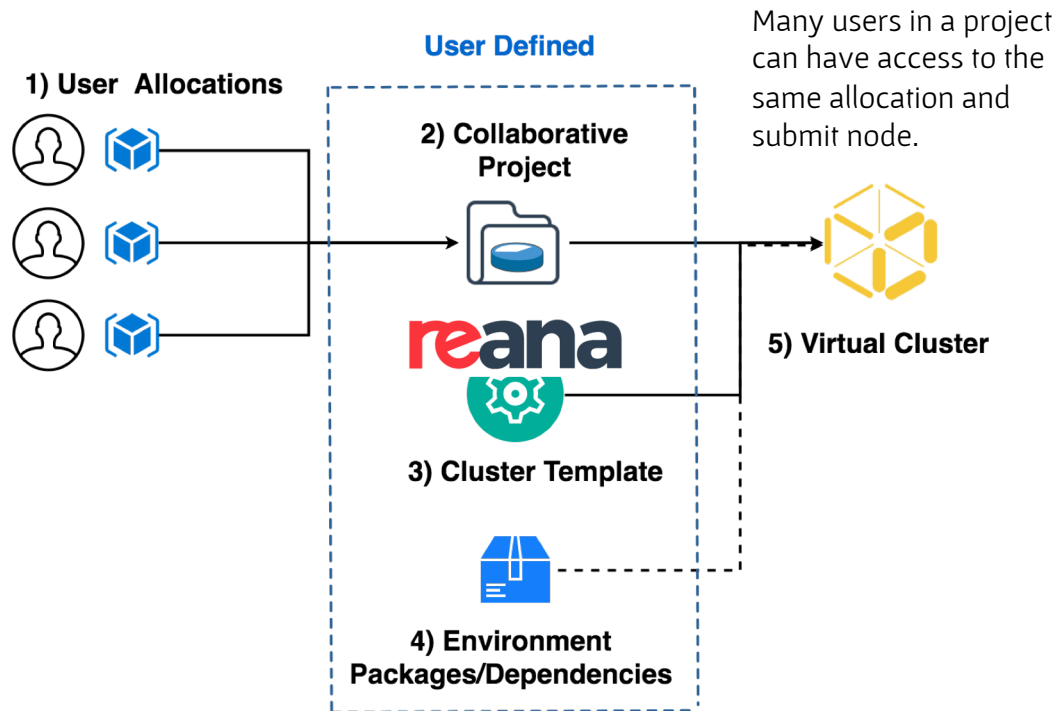 User Defined
Many users in a project
can have access to the
same allocation and
submit node.
1) User Allocations
2) Collaborative
Project
reana
5) Virtual Cluster
3) Cluster Template
4) Environment
Packages/Dependencies